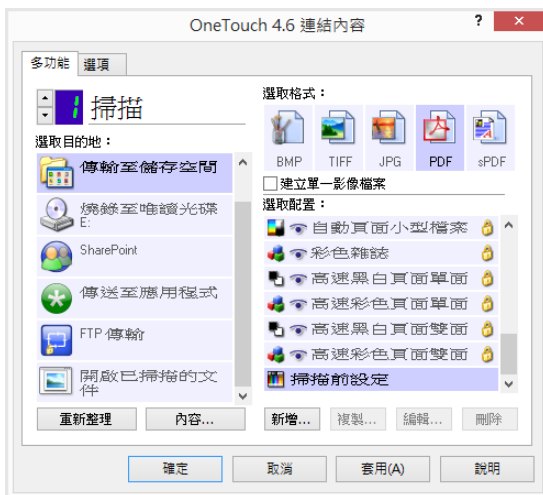 OneTouch 4.6 連結內容
? x
多功能 選項
1 掃描
選取目的地：
傳輸至儲存空間
燒錄至唯讀光碟
E:
SharePoint
傳送至應用程式
FTP 傳輸
開啟已掃描的文
件
重新整理 內容...
選取格式：
BMP TIFF JPG PDF sPDF
建立單一影像檔案
選取配置：
自動頁面小型檔案
彩色雜誌
高速黑白頁面單面
高速彩色頁面單面
高速黑白頁面雙面
高速彩色頁面雙面
掃描前設定
新增... 複製... 編輯... 刪除
確定 取消 套用(A) 說明